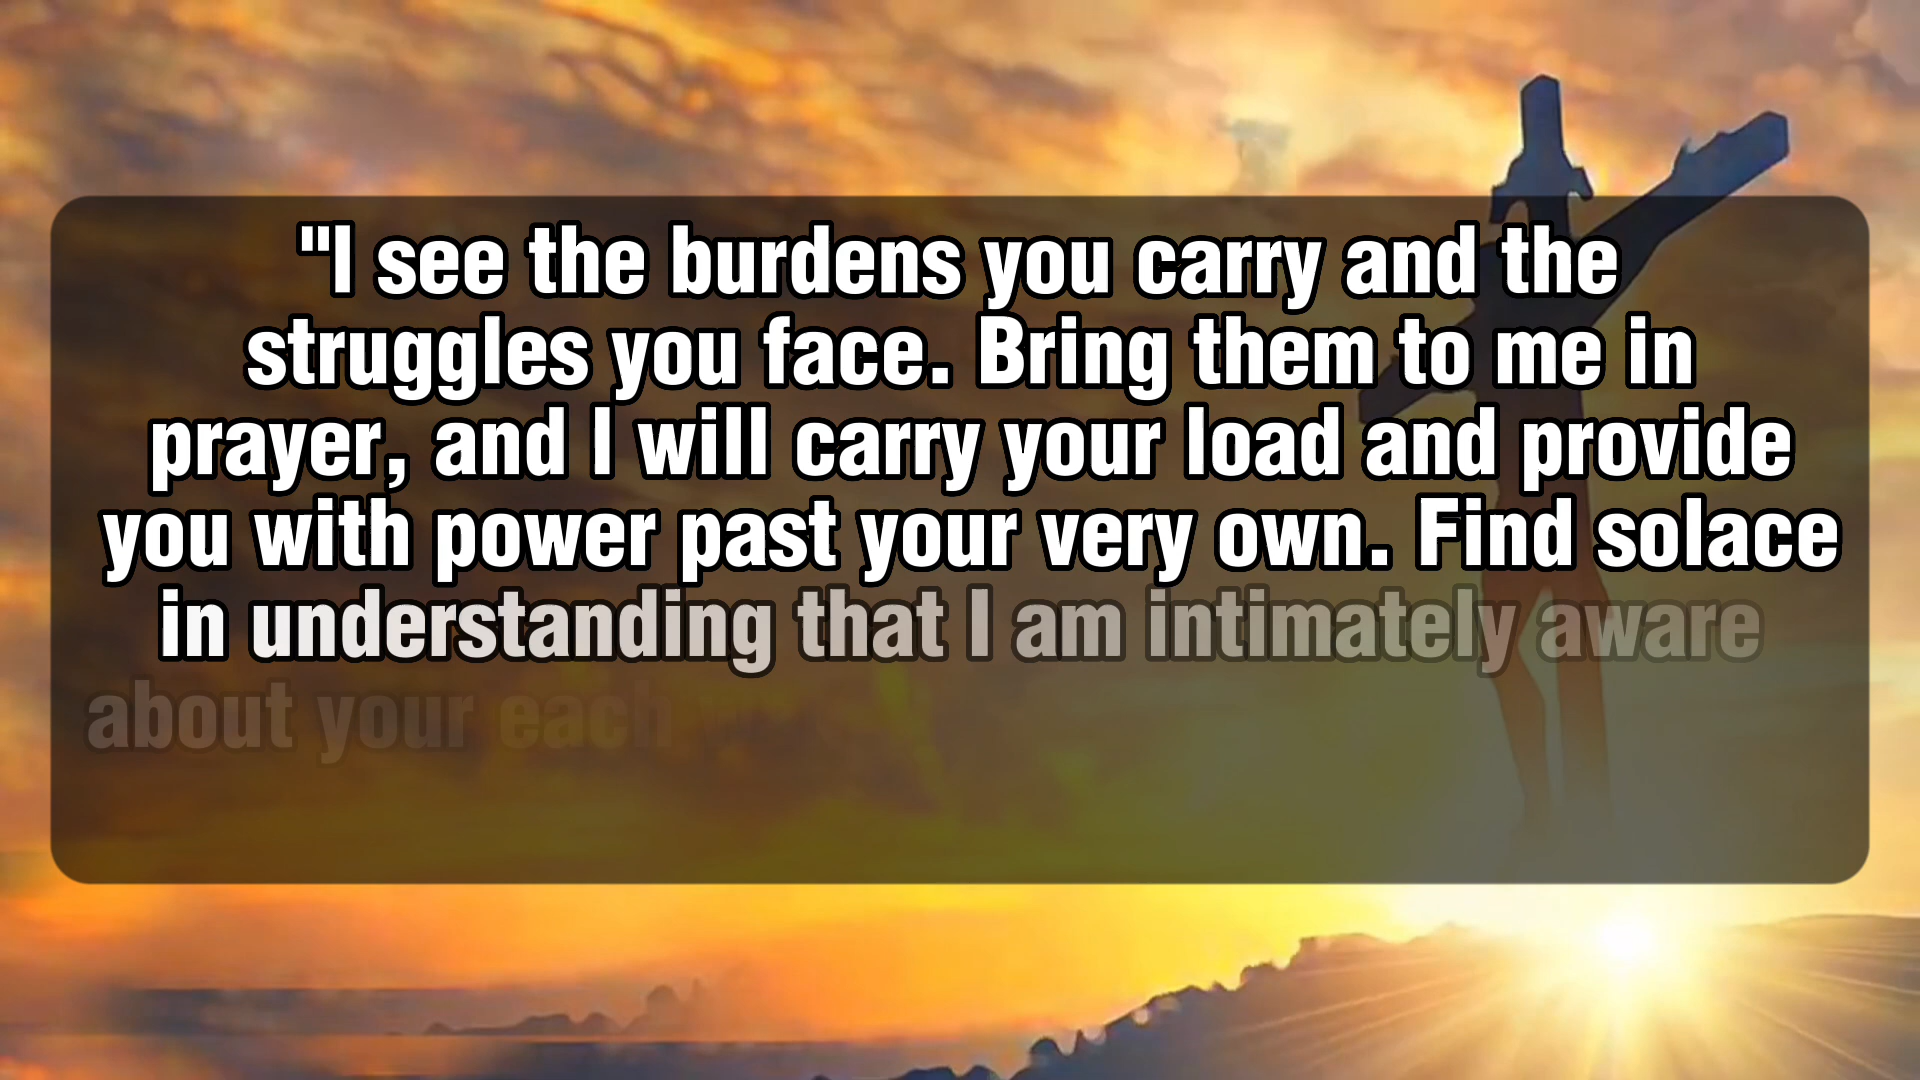 "I see the burdens you carry and the
struggles you face. Bring them to me in
prayer, and I will carry your load and provide
you with power past your very own. Find solace
in understanding that I am intimately aware
about your each